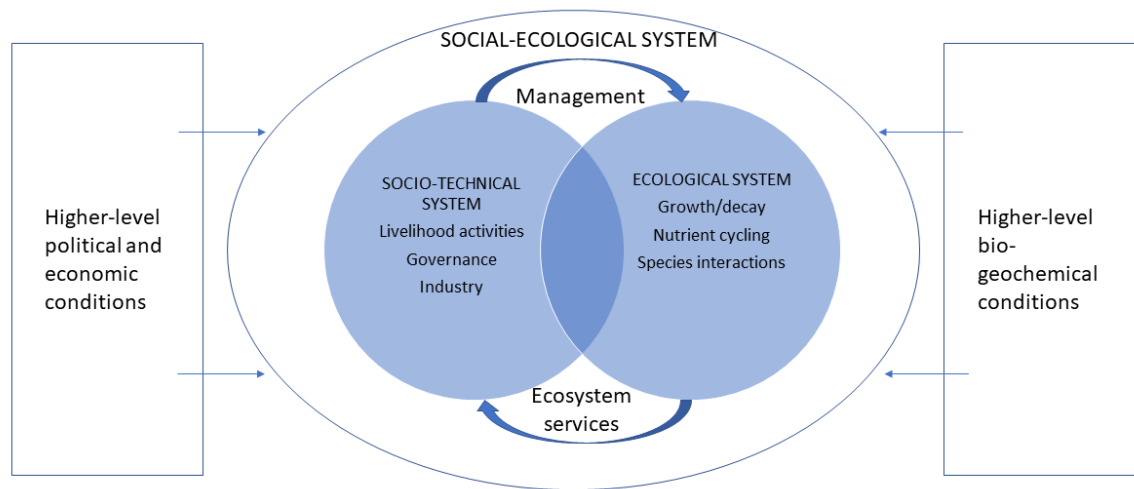 SOCIAL-ECOLOGICAL SYSTEM
Management
Higher-level
political and
economic
conditions
SOCIO-TECHNICAL
SYSTEM
Livelihood activities
Governance
Industry
ECOLOGICAL SYSTEM
Growth/decay
Nutrient cycling
Species interactions
Higher-level
bio-
geochemical
conditions
Ecosystem
services